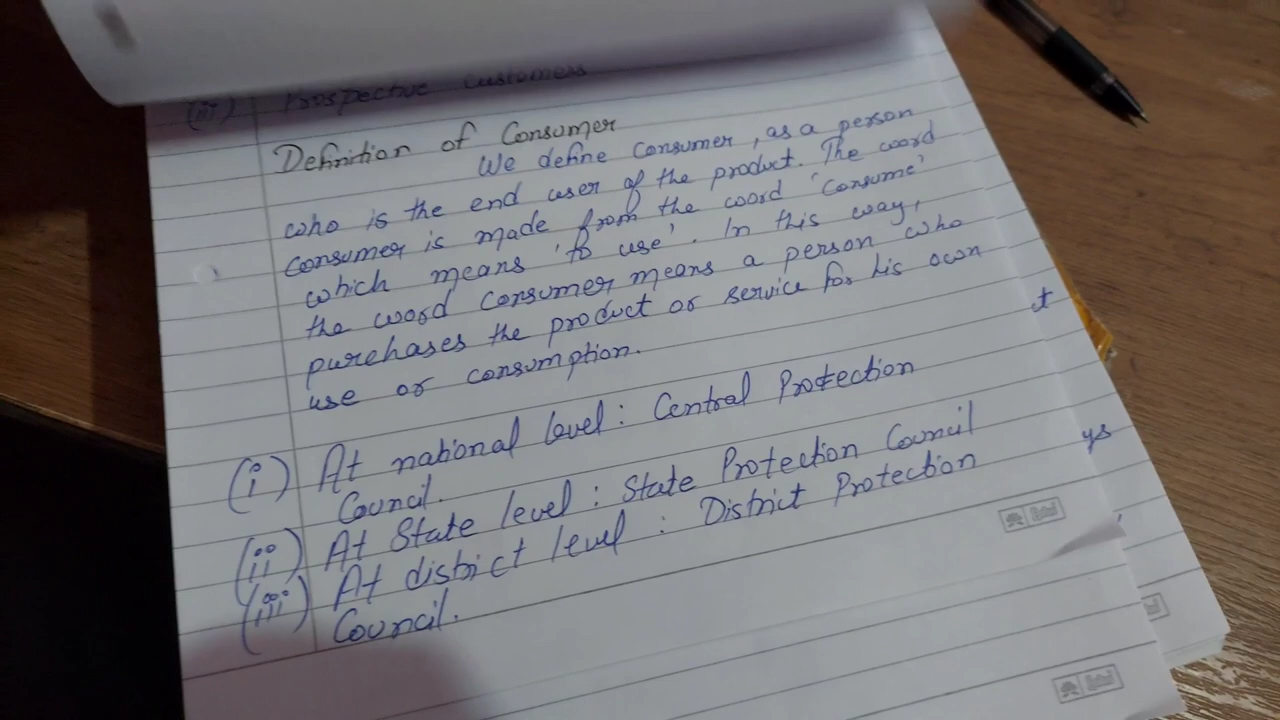 (iii) Prospective customers
Definition of Consumer
We define consumer, as a person
who is the end user of the product. The word
consumer is made from the word 'Consume'
which means 'to use'. In this way,
the word consumer means a person who
purchases the product or service for his own
use or consumption.
(i) At national level : Central Protection
Council.
(ii) At State level : State Protection Council
(iii) At district level : District Protection
Council.
t
ys